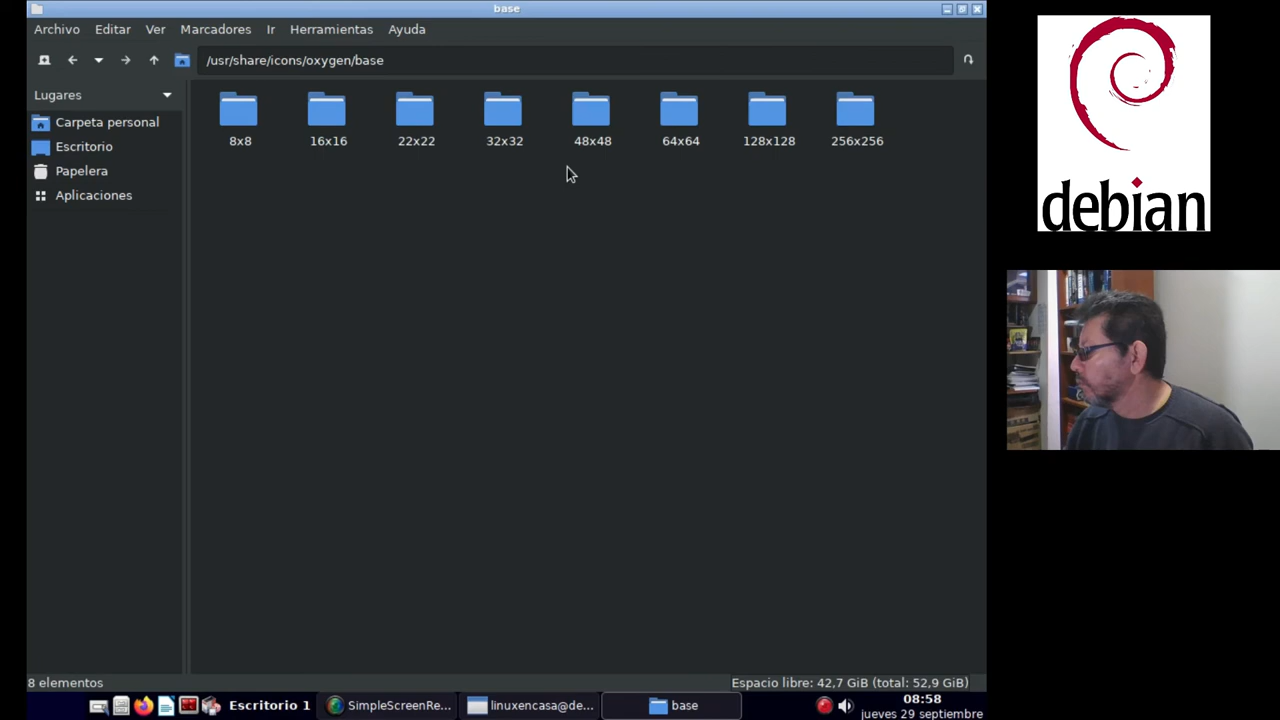 base
Archivo Editar Ver Marcadores Ir Herramientas Ayuda
/usr/share/icons/oxygen/base
Lugares
Carpeta personal
Escritorio
Papelera
Aplicaciones
8x8 16x16 22x22 32x32 48x48 64x64 128x128 256x256
8 elementos
Espacio libre: 42,7 GiB (total: 52,9 GiB)
Escritorio 1 SimpleScreenRe... linuxencasa@de... base
08:58
jueves 29 septiembre
debian